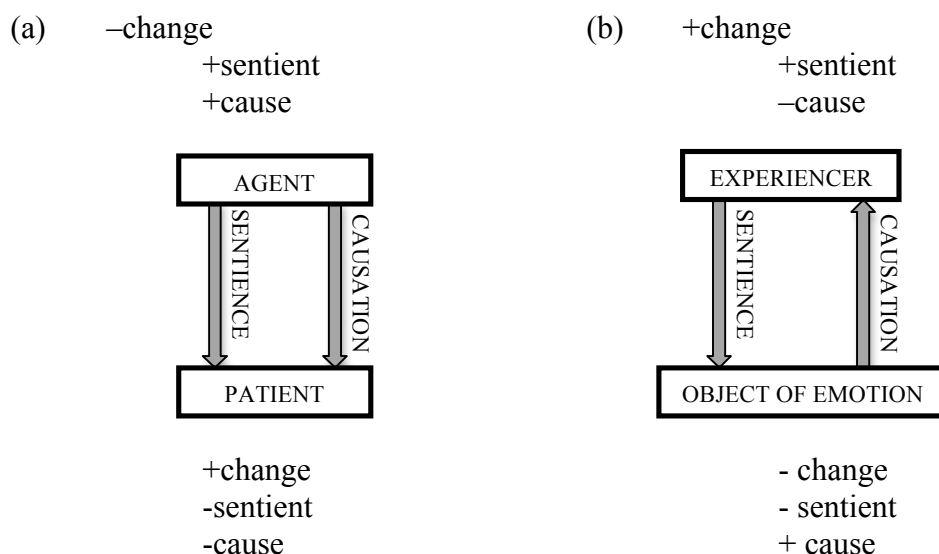 (a) –change
+sentient
+cause
AGENT
SENTIENCE
CAUSATION
PATIENT
+change
-sentient
-cause
(b) +change
+sentient
–cause
EXPERIENCER
SENTIENCE
CAUSATION
OBJECT OF EMOTION
- change
- sentient
+ cause